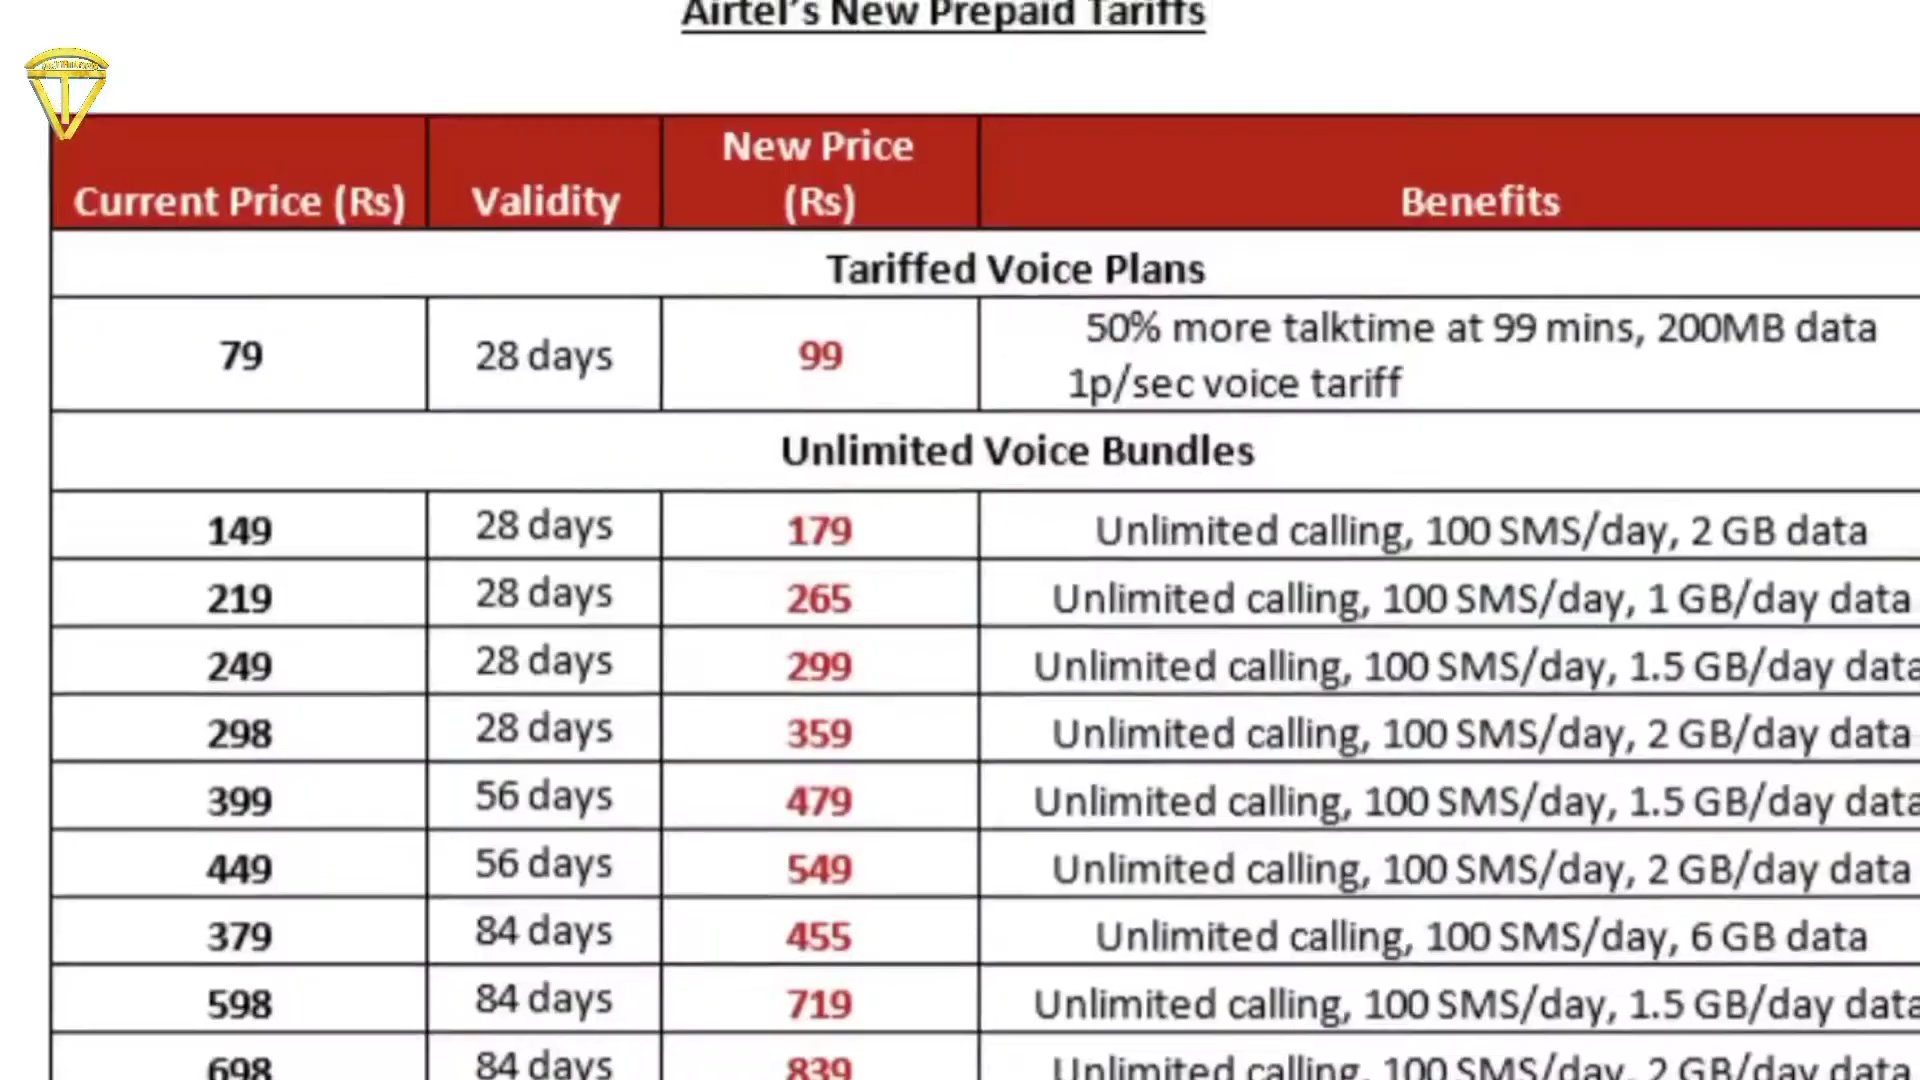 Airtel's New Prepaid Tariffs
Current Price (Rs) Validity New Price (Rs) Benefits
Tariffed Voice Plans
79 28 days 99 50% more talktime at 99 mins, 200MB data
1p/sec voice tariff
Unlimited Voice Bundles
149 28 days 179 Unlimited calling, 100 SMS/day, 2 GB data
219 28 days 265 Unlimited calling, 100 SMS/day, 1 GB/day data
249 28 days 299 Unlimited calling, 100 SMS/day, 1.5 GB/day data
298 28 days 359 Unlimited calling, 100 SMS/day, 2 GB/day data
399 56 days 479 Unlimited calling, 100 SMS/day, 1.5 GB/day data
449 56 days 549 Unlimited calling, 100 SMS/day, 2 GB/day data
379 84 days 455 Unlimited calling, 100 SMS/day, 6 GB data
598 84 days 719 Unlimited calling, 100 SMS/day, 1.5 GB/day data
698 84 days 839 Unlimited calling, 100 SMS/day, 2 GB/day data